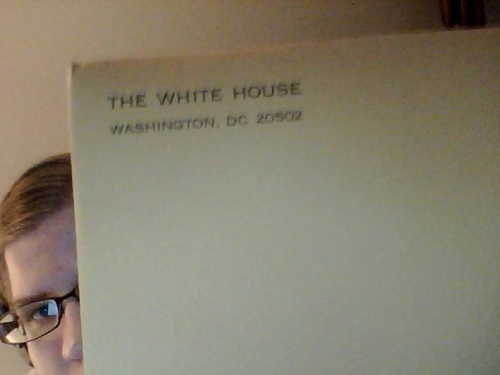 THE WHITE HOUSE
WASHINGTON, DC 20502